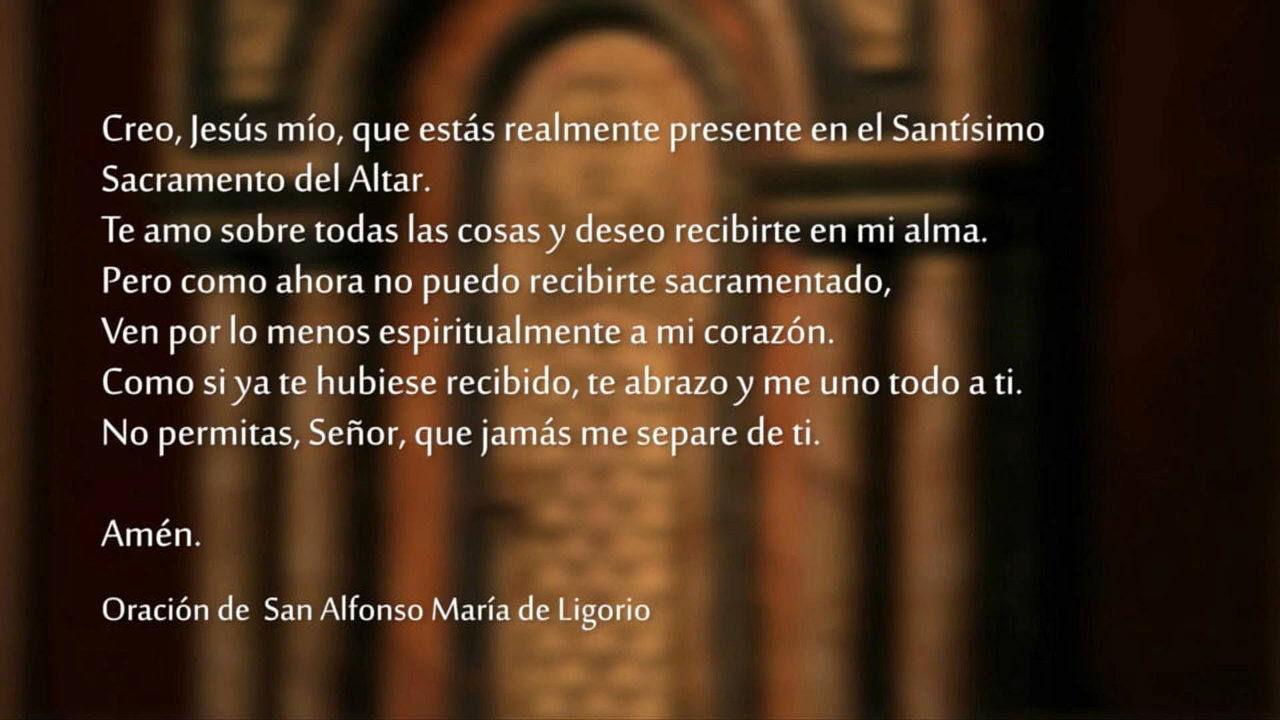 Creo, Jesús mío, que estás realmente presente en el Santísimo
Sacramento del Altar.
Te amo sobre todas las cosas y deseo recibirte en mi alma.
Pero como ahora no puedo recibirte sacramentado,
Ven por lo menos espiritualmente a mi corazón.
Como si ya te hubiese recibido, te abrazo y me uno todo a ti.
No permitas, Señor, que jamás me separe de ti.
Amén.
Oración de  San Alfonso María de Ligorio